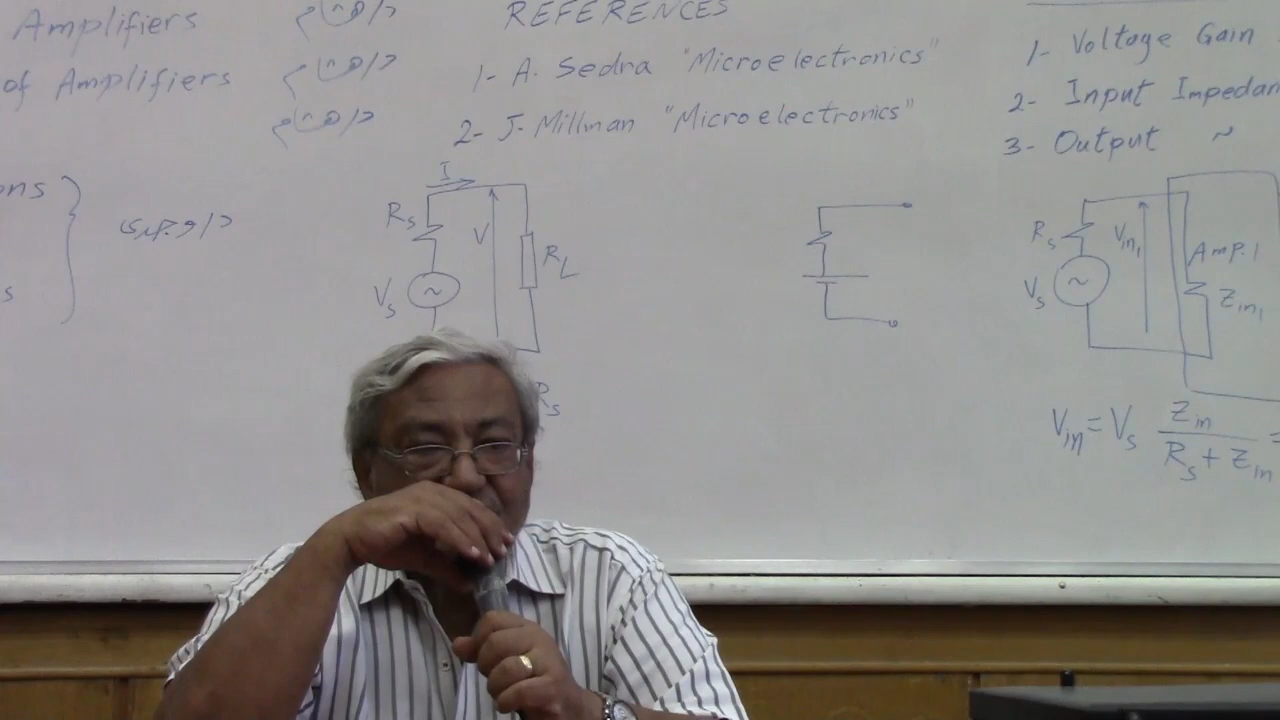 Amplifiers
of Amplifiers
ons
s
REFERENCES
1- A. Sedra "Microelectronics"
2- J. Millman "Microelectronics"
I
Rs
V
RL
Vs
Rs
1- Voltage Gain
2- Input Impedan
3- Output ~
Rs
Vin1
Amp.1
Vs
~
Zin1
Vin = Vs Zin / Rs + Zin =